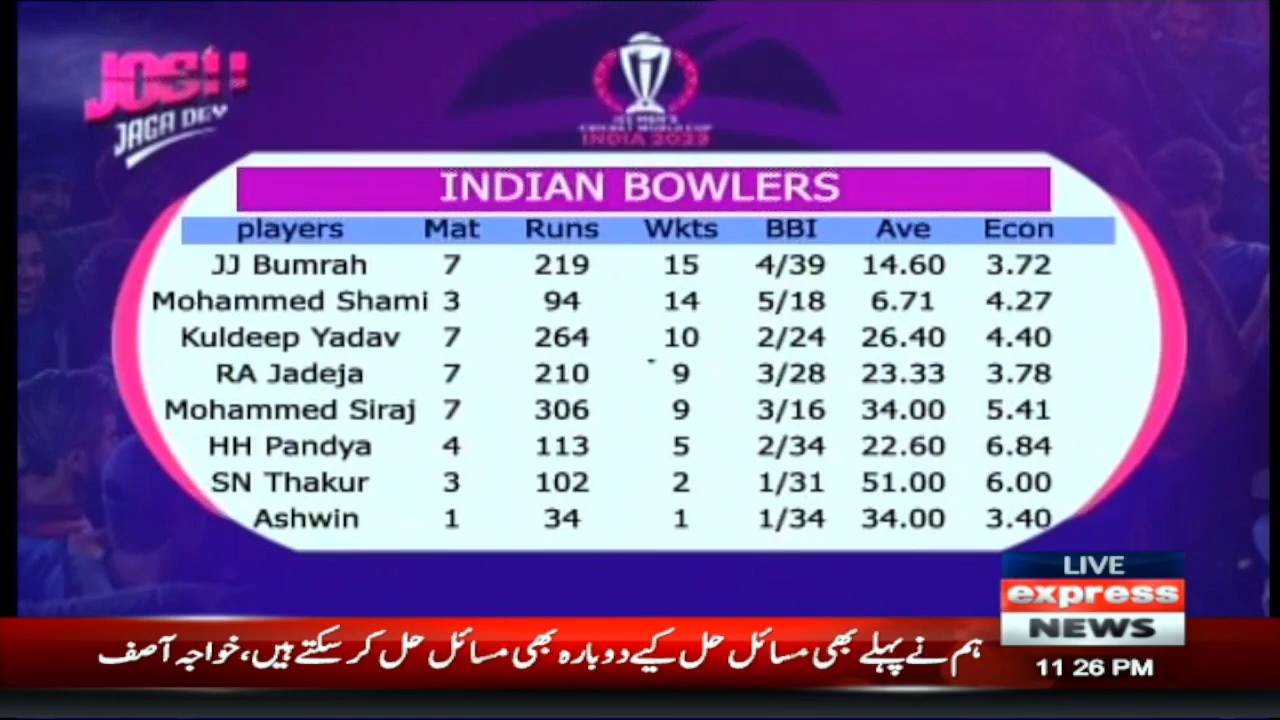 JOSH
JAGA DEY
ICC MEN'S
CRICKET WORLD CUP
INDIA 2023
INDIAN BOWLERS
players Mat Runs Wkts BBI Ave Econ
JJ Bumrah 7 219 15 4/39 14.60 3.72
Mohammed Shami 3 94 14 5/18 6.71 4.27
Kuldeep Yadav 7 264 10 2/24 26.40 4.40
RA Jadeja 7 210 9 3/28 23.33 3.78
Mohammed Siraj 7 306 9 3/16 34.00 5.41
HH Pandya 4 113 5 2/34 22.60 6.84
SN Thakur 3 102 2 1/31 51.00 6.00
Ashwin 1 34 1 1/34 34.00 3.40
LIVE
express
NEWS
ہم نے پہلے بھی مسائل حل کیے دوبارہ بھی مسائل حل کر سکتے ہیں، خواجہ آصف
11 26 PM